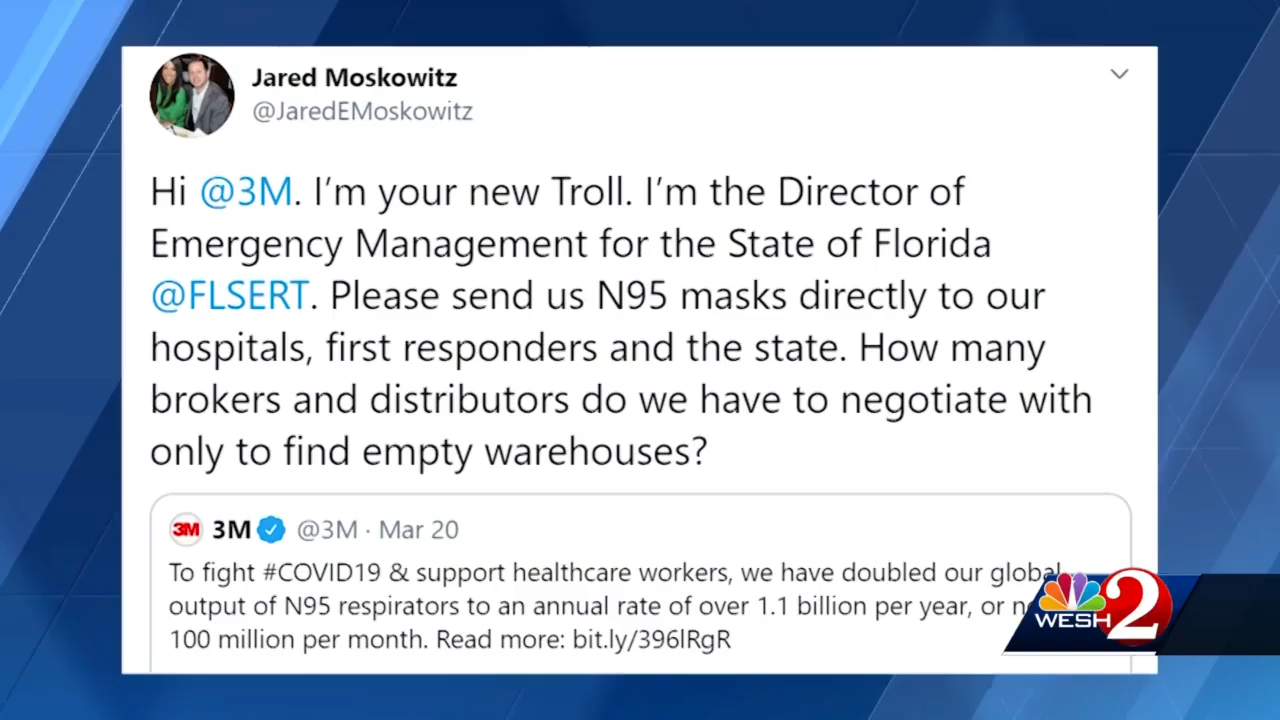 Jared Moskowitz
@JaredEMoskowitz
Hi @3M. I’m your new Troll. I’m the Director of
Emergency Management for the State of Florida
@FLSERT. Please send us N95 masks directly to our
hospitals, first responders and the state. How many
brokers and distributors do we have to negotiate with
only to find empty warehouses?
3M 3M @3M · Mar 20
To fight #COVID19 & support healthcare workers, we have doubled our global
output of N95 respirators to an annual rate of over 1.1 billion per year, or
100 million per month. Read more: bit.ly/396lRgR
WESH 2